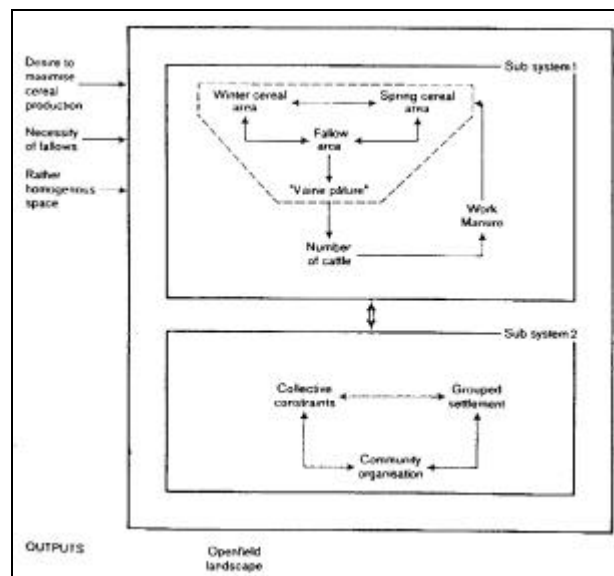 Desire to
maximise
cereal
production
Necessity
of fallows
Rather
homogenous
space
Sub system 1
Winter cereal
area
Spring cereal
area
Fallow
area
"Vaine pâture"
Number
of cattle
Work
Manure
Sub system 2
Collective
constraints
Grouped
settlement
Community
organisation
OUTPUTS
Openfield
landscape